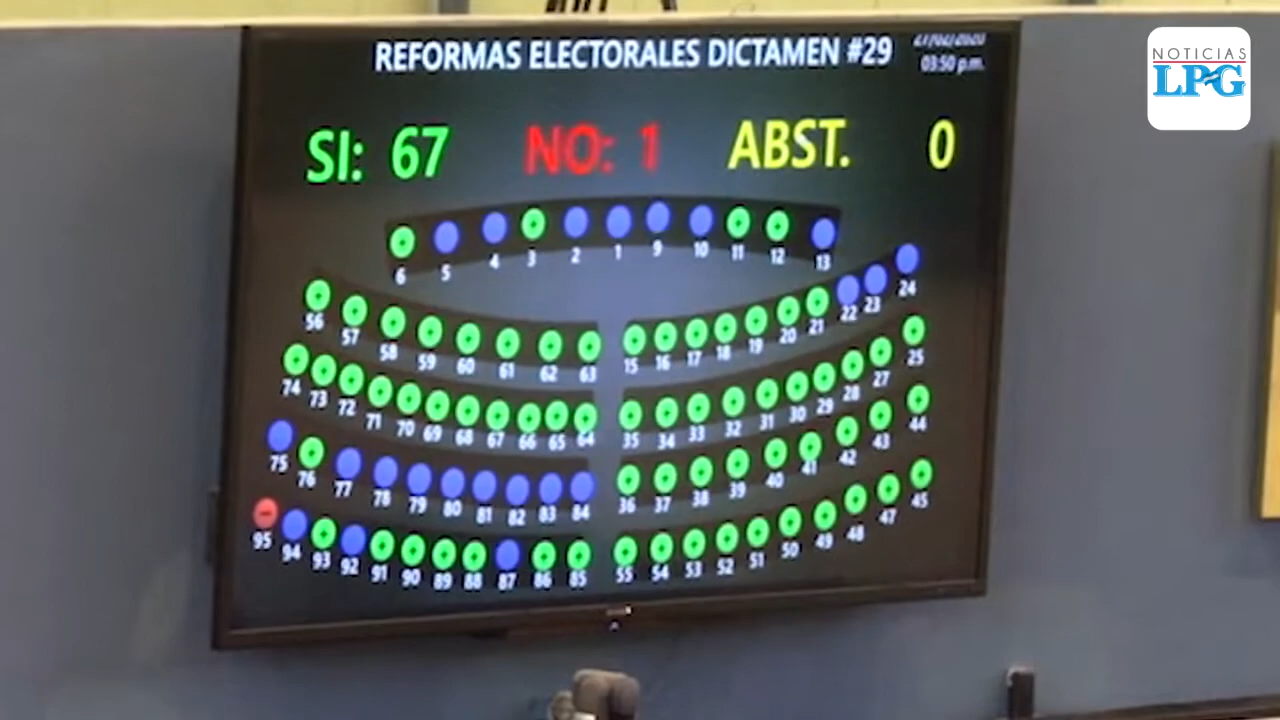 REFORMAS ELECTORALES DICTAMEN #29
27/02/2020
03:50 p.m.
NOTICIAS
LPG
SI: 67 NO: 1 ABST. 0
6 5 4 3 2 1 9 10 11 12 13
56 57 58 59 60 61 62 63 15 16 17 18 19 20 21 22 23 24
74 73 72 71 70 69 68 67 66 65 64 35 34 33 32 31 30 29 28 27 25
75 76 77 78 79 80 81 82 83 84 36 37 38 39 40 41 42 43 44
95 94 93 92 91 90 89 88 87 86 85 55 54 53 52 51 50 49 48 47 45